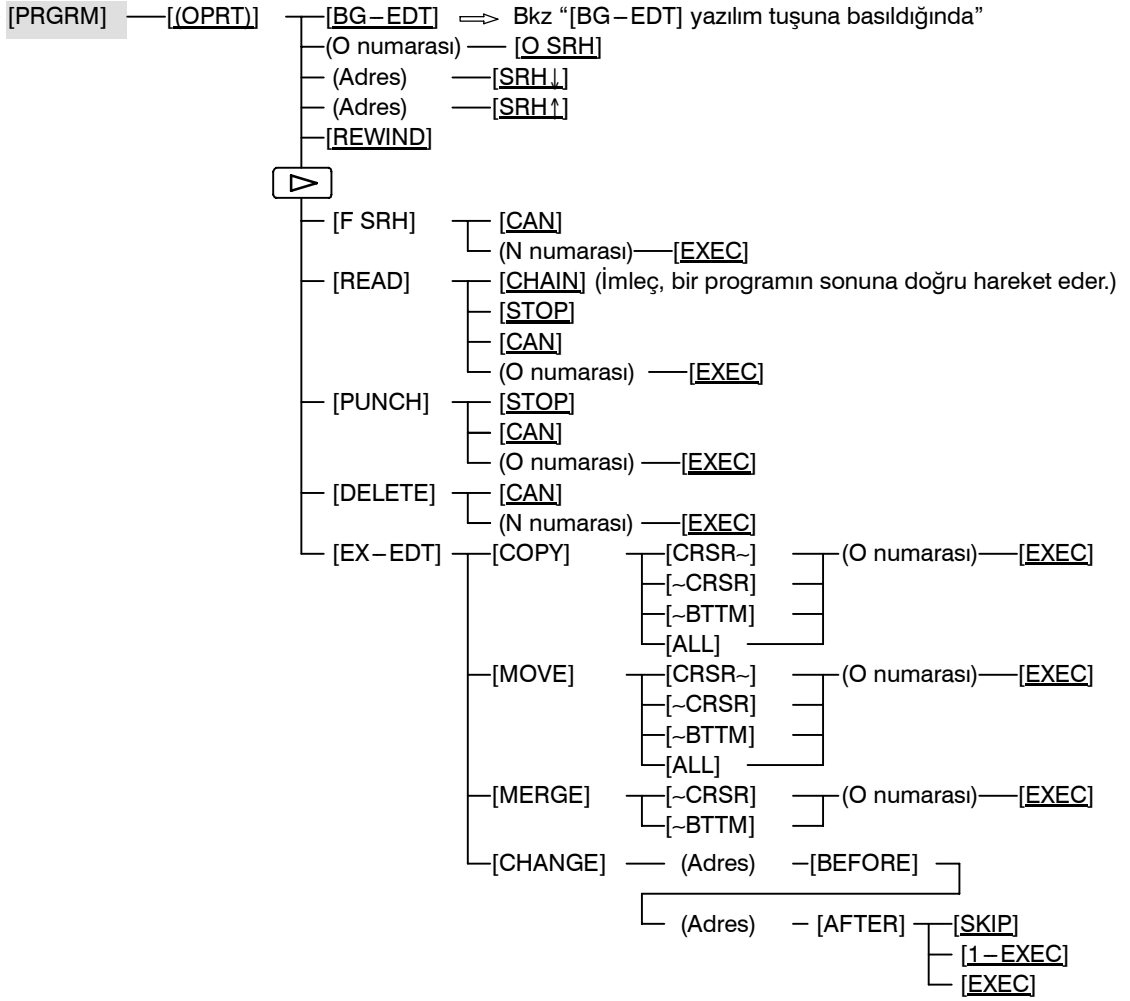 [PRGRM] [(OPRT)] [BG–EDT] ⇨ Bkz “[BG–EDT] yazılım tuşuna basıldığında”
(O numarası) [O SRH]
(Adres) [SRH↓]
(Adres) [SRH↑]
[REWIND]
[F SRH] [CAN]
(N numarası) [EXEC]
[READ] [CHAIN] (İmleç, bir programın sonuna doğru hareket eder.)
[STOP]
[CAN]
(O numarası) [EXEC]
[PUNCH] [STOP]
[CAN]
(O numarası) [EXEC]
[DELETE] [CAN]
(N numarası) [EXEC]
[EX–EDT] [COPY] [CRSR~] (O numarası) [EXEC]
[~CRSR]
[~BTTM]
[ALL]
[MOVE] [CRSR~] (O numarası) [EXEC]
[~CRSR]
[~BTTM]
[ALL]
[MERGE] [~CRSR] (O numarası) [EXEC]
[~BTTM]
[CHANGE] (Adres) [BEFORE]
(Adres) [AFTER] [SKIP]
[1–EXEC]
[EXEC]